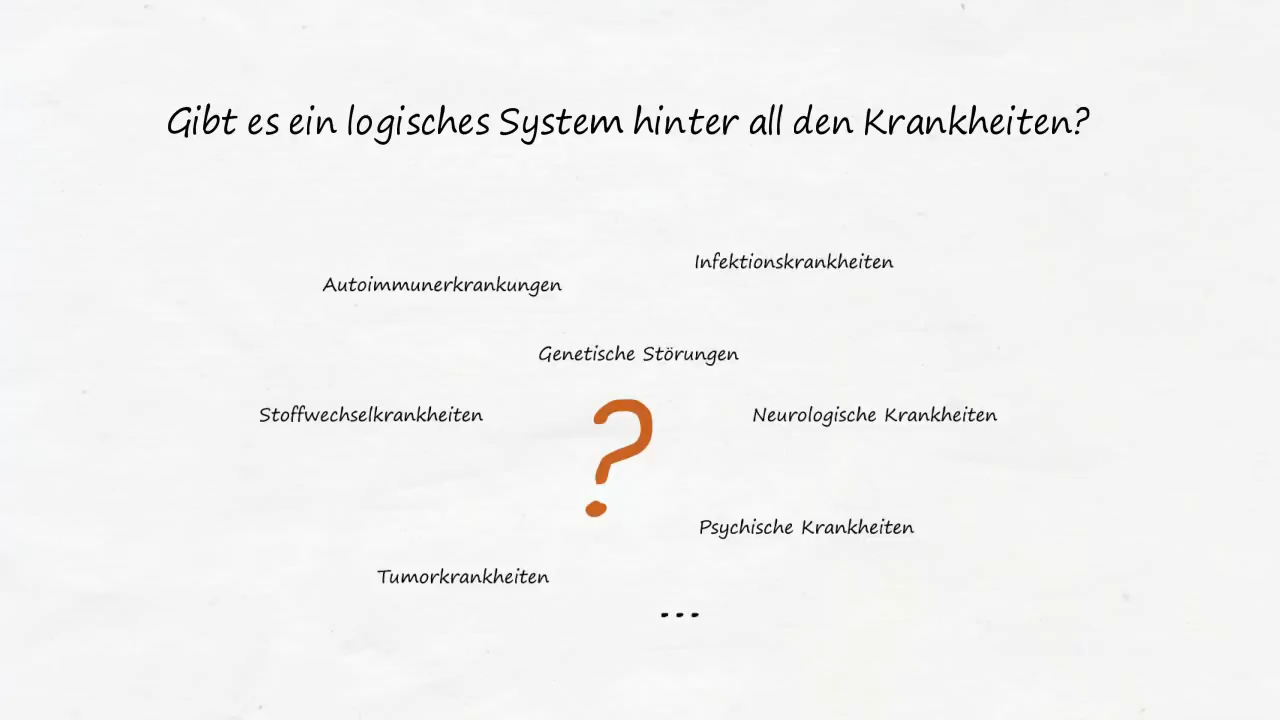 Gibt es ein logisches System hinter all den Krankheiten?
Infektionskrankheiten
Autoimmunerkrankungen
Genetische Störungen
Stoffwechselkrankheiten
Neurologische Krankheiten
?
Psychische Krankheiten
Tumorkrankheiten
...